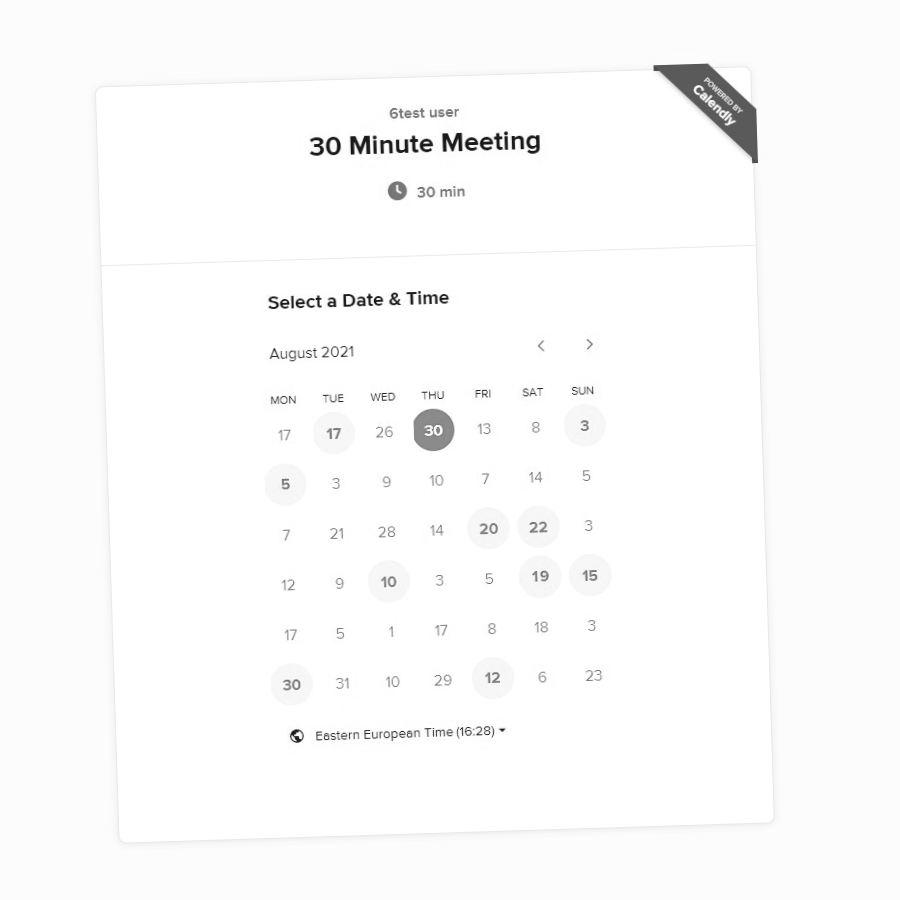 POWERED BY
Calendly
6test user
30 Minute Meeting
30 min
Select a Date & Time
August 2021
MON TUE WED THU FRI SAT SUN
17 17 26 30 13 8 3
5 3 9 10 7 14 5
7 21 28 14 20 22 3
12 9 10 3 5 19 15
17 5 1 17 8 18 3
30 31 10 29 12 6 23
Eastern European Time (16:28)